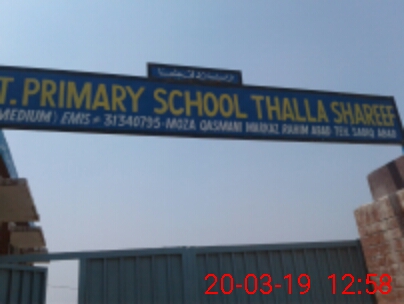 T. PRIMARY SCHOOL THALLA SHAREEF
MEDIUM) EMIS # 31340795-MOZA QASMANI MARKAZ RAHIM ABAD TEH. SADIQ ABAD
20-03-19 12:58